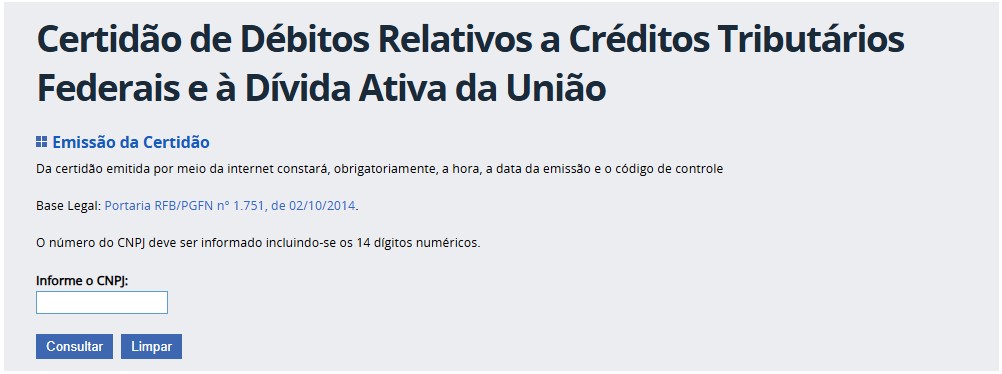 Certidão de Débitos Relativos a Créditos Tributários
Federais e à Dívida Ativa da União
Emissão da Certidão
Da certidão emitida por meio da internet constará, obrigatoriamente, a hora, a data da emissão e o código de controle
Base Legal: Portaria RFB/PGFN nº 1.751, de 02/10/2014.
O número do CNPJ deve ser informado incluindo-se os 14 dígitos numéricos.
Informe o CNPJ:
Consultar Limpar